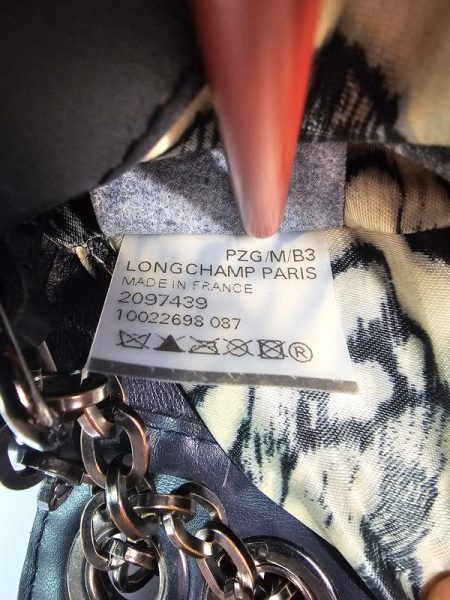 PZG/M/B3
LONGCHAMP PARIS
MADE IN FRANCE
2097439
10022698 087
®